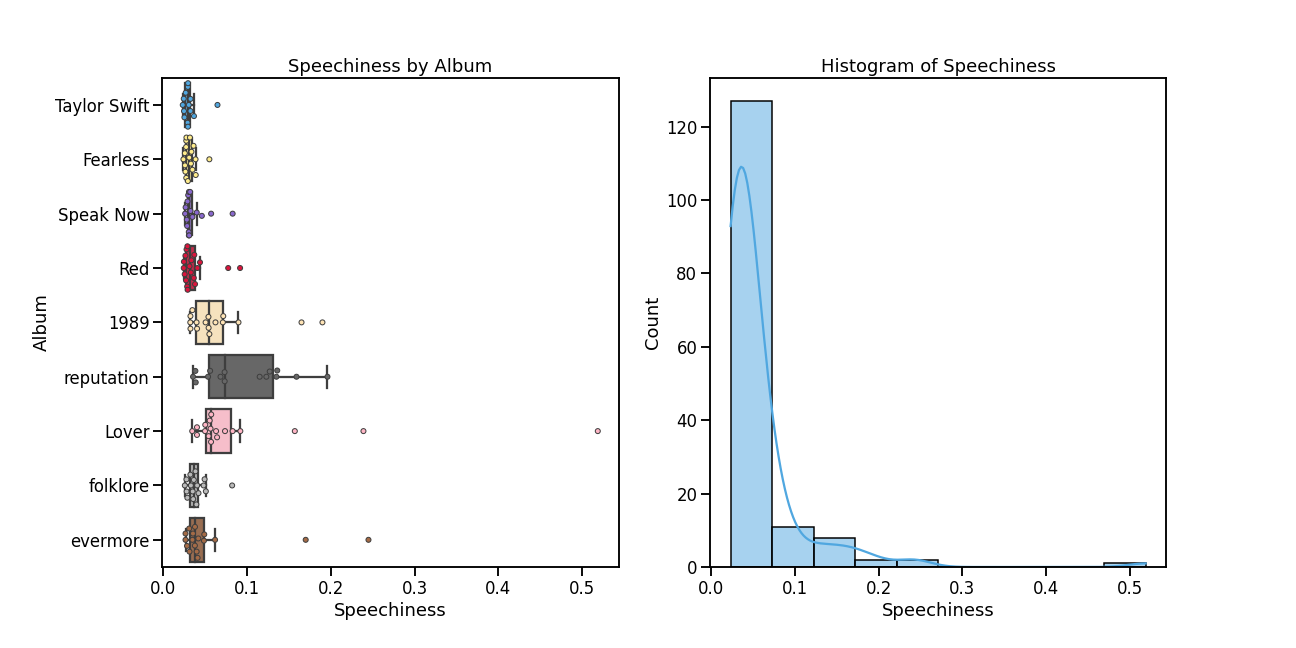 Speechiness by Album
Album
Taylor Swift
Fearless
Speak Now
Red
1989
reputation
Lover
folklore
evermore
0.0 0.1 0.2 0.3 0.4 0.5
Speechiness
Histogram of Speechiness
Count
120
100
80
60
40
20
0
0.0 0.1 0.2 0.3 0.4 0.5
Speechiness